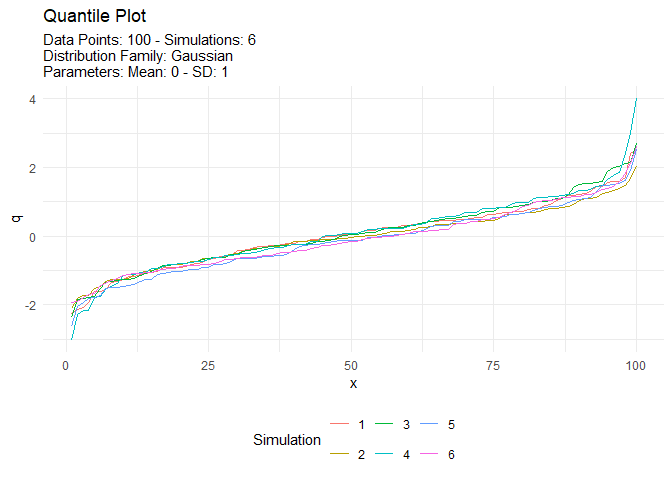 Quantile Plot
Data Points: 100 - Simulations: 6
Distribution Family: Gaussian
Parameters: Mean: 0 - SD: 1
4
2
0
-2
q
0 25 50 75 100
x
Simulation
1 3 5
2 4 6